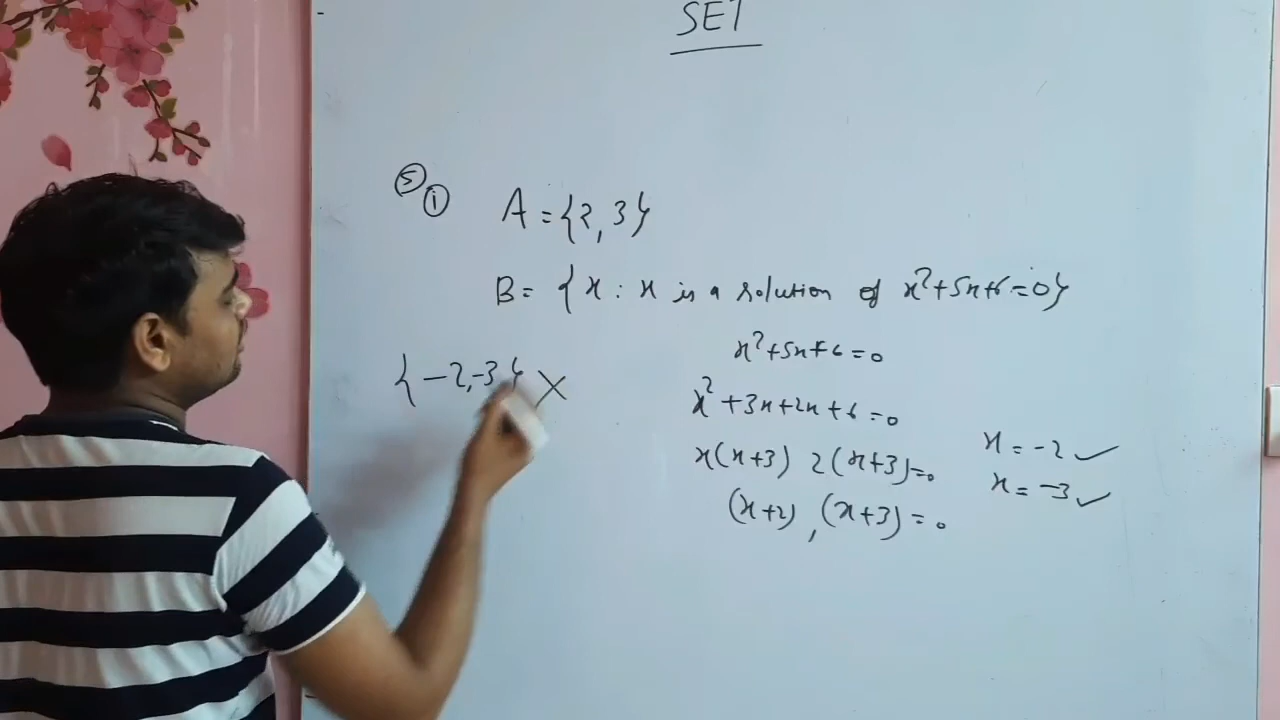 SET
⑤ ① A = {2, 3}
B = { x : x is a solution of x²+5x+6=0}
x²+5x+6=0
{ -2,-3 } ×
x² +3x+2x+6=0
x(x+3) 2(x+3)=0
x = -2 ✓
x = -3 ✓
(x+2) , (x+3) = 0